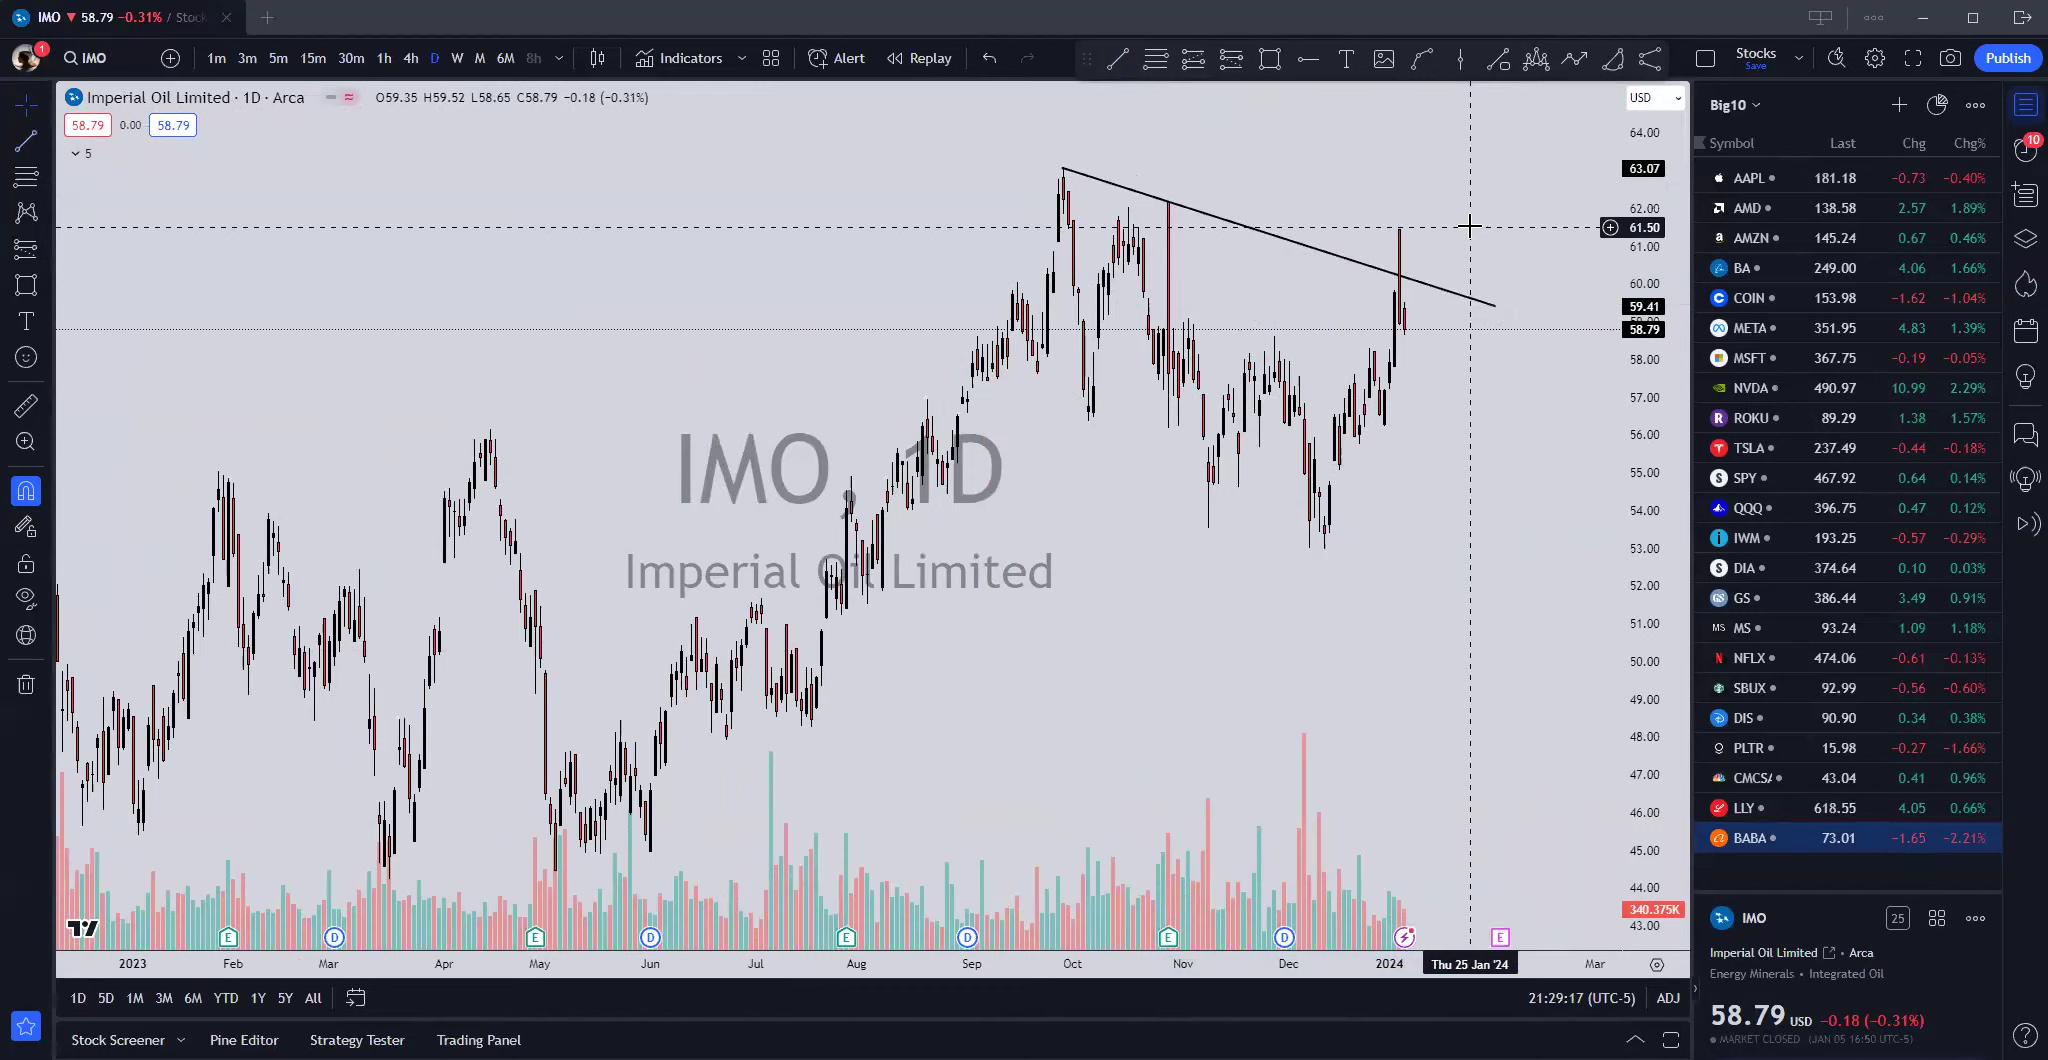 IMO ▼ 58.79 −0.31% / Stock
1
IMO
1m 3m 5m 15m 30m 1h 4h D W M 6M 8h
Indicators
Alert
Replay
Stocks
Save
Publish
Imperial Oil Limited · 1D · Arca
O59.35 H59.52 L58.65 C58.79 −0.18 (−0.31%)
58.79 0.00 58.79
5
USD
64.00
63.07
62.00
61.50
61.00
60.00
59.41
58.79
58.00
57.00
56.00
55.00
54.00
53.00
52.00
51.00
50.00
49.00
48.00
47.00
46.00
45.00
44.00
340.375K
43.00
IMO, 1D
Imperial Oil Limited
E D E D E D E D E
2023 Feb Mar Apr May Jun Jul Aug Sep Oct Nov Dec 2024 Thu 25 Jan '24 Mar
1D 5D 1M 3M 6M YTD 1Y 5Y All
21:29:17 (UTC-5) ADJ
Stock Screener Pine Editor Strategy Tester Trading Panel
Big10
Symbol Last Chg Chg%
AAPL 181.18 −0.73 −0.40%
AMD 138.58 2.57 1.89%
AMZN 145.24 0.67 0.46%
BA 249.00 4.06 1.66%
COIN 153.98 −1.62 −1.04%
META 351.95 4.83 1.39%
MSFT 367.75 −0.19 −0.05%
NVDA 490.97 10.99 2.29%
ROKU 89.29 1.38 1.57%
TSLA 237.49 −0.44 −0.18%
SPY 467.92 0.64 0.14%
QQQ 396.75 0.47 0.12%
IWM 193.25 −0.57 −0.29%
DIA 374.64 0.10 0.03%
GS 386.44 3.49 0.91%
MS 93.24 1.09 1.18%
NFLX 474.06 −0.61 −0.13%
SBUX 92.99 −0.56 −0.60%
DIS 90.90 0.34 0.38%
PLTR 15.98 −0.27 −1.66%
CMCSA 43.04 0.41 0.96%
LLY 618.55 4.05 0.66%
BABA 73.01 −1.65 −2.21%
10
IMO
25
Imperial Oil Limited • Arca
Energy Minerals • Integrated Oil
58.79 USD −0.18 (−0.31%)
MARKET CLOSED (JAN 05 16:50 UTC-5)